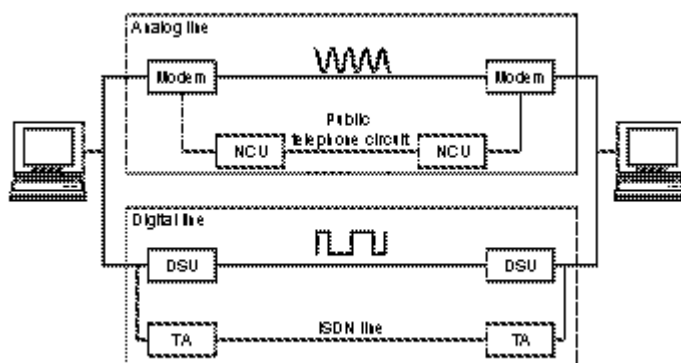 Analog line
Modem
Modem
Public
telephone circuit
NCU
NCU
Digital line
DSU
DSU
ISDN line
TA
TA